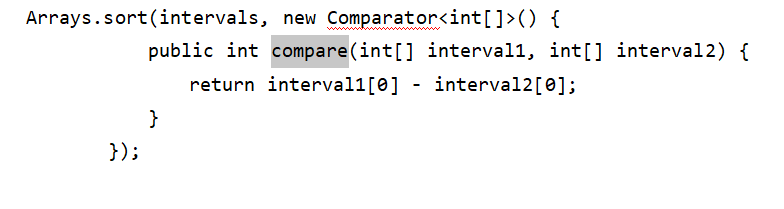 Arrays.sort(intervals, new Comparator<int[]>() {
public int compare(int[] interval1, int[] interval2) {
return interval1[0] - interval2[0];
}
});